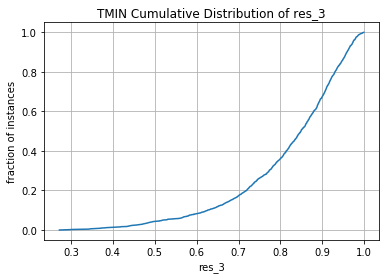 TMIN Cumulative Distribution of res_3
1.0
0.8
0.6
0.4
0.2
0.0
fraction of instances
0.3 0.4 0.5 0.6 0.7 0.8 0.9 1.0
res_3